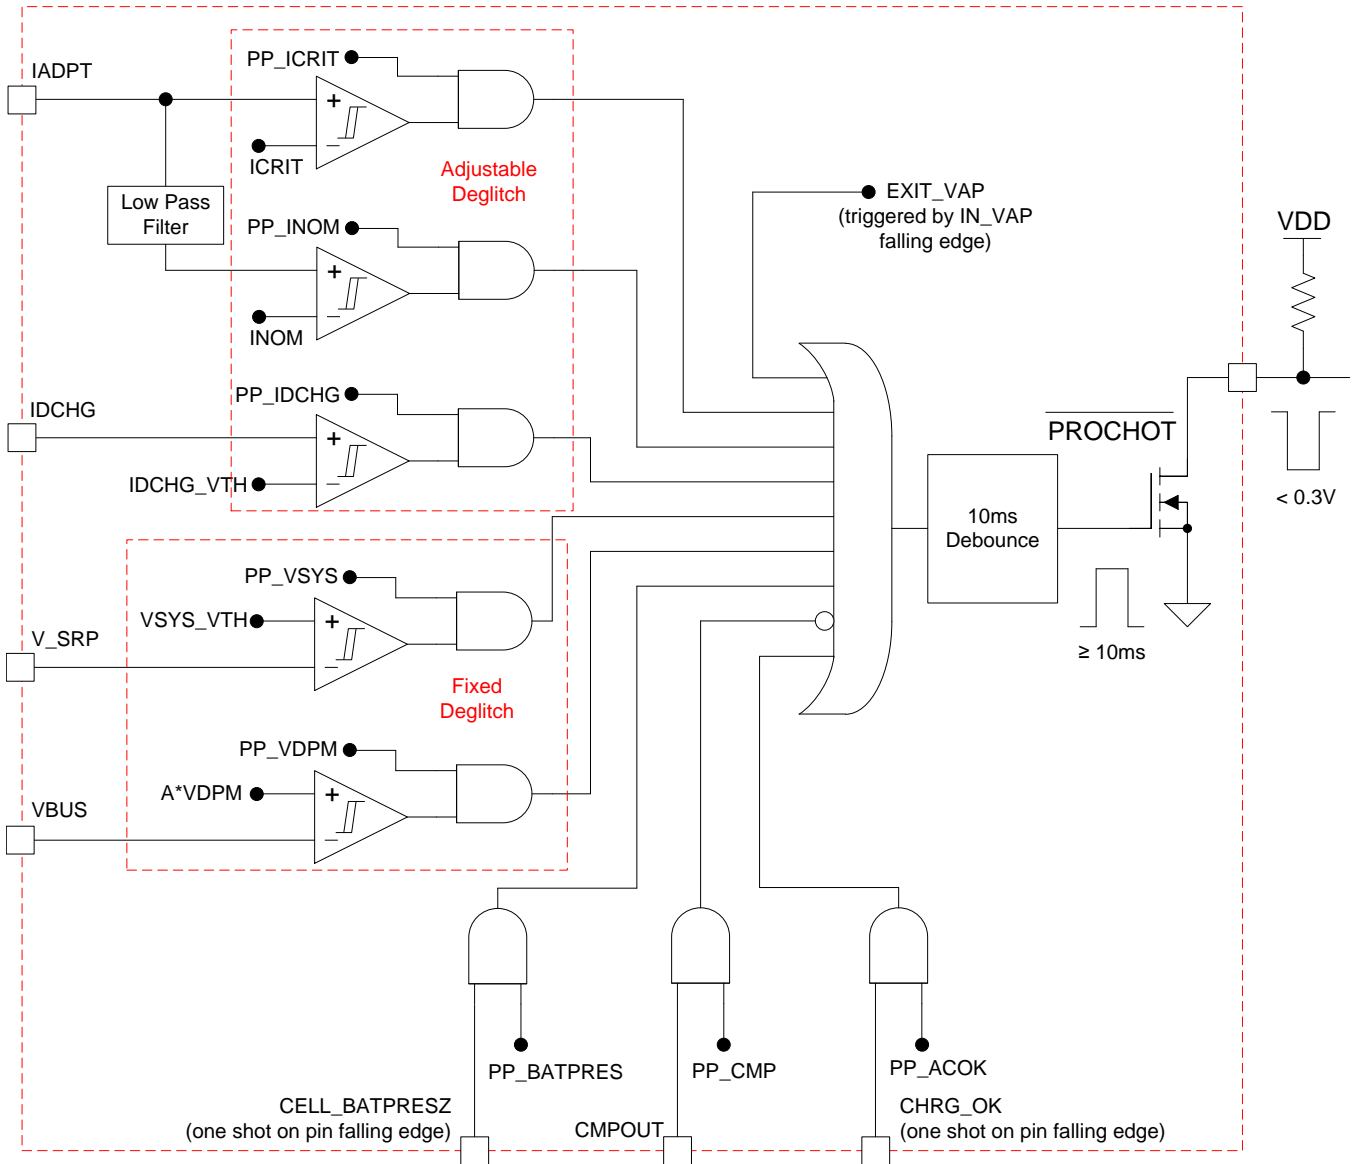 IADPT
PP_ICRIT
+
−
ICRIT
Adjustable
Deglitch
Low Pass
Filter
PP_INOM
+
−
INOM
EXIT_VAP
(triggered by IN_VAP
falling edge)
VDD
IDCHG
PP_IDCHG
+
−
IDCHG_VTH
PROCHOT
< 0.3V
10ms
Debounce
≥ 10ms
PP_VSYS
VSYS_VTH
+
−
V_SRP
Fixed
Deglitch
PP_VDPM
A*VDPM
+
−
VBUS
PP_BATPRES
PP_CMP
PP_ACOK
CELL_BATPRESZ
(one shot on pin falling edge)
CMPOUT
CHRG_OK
(one shot on pin falling edge)